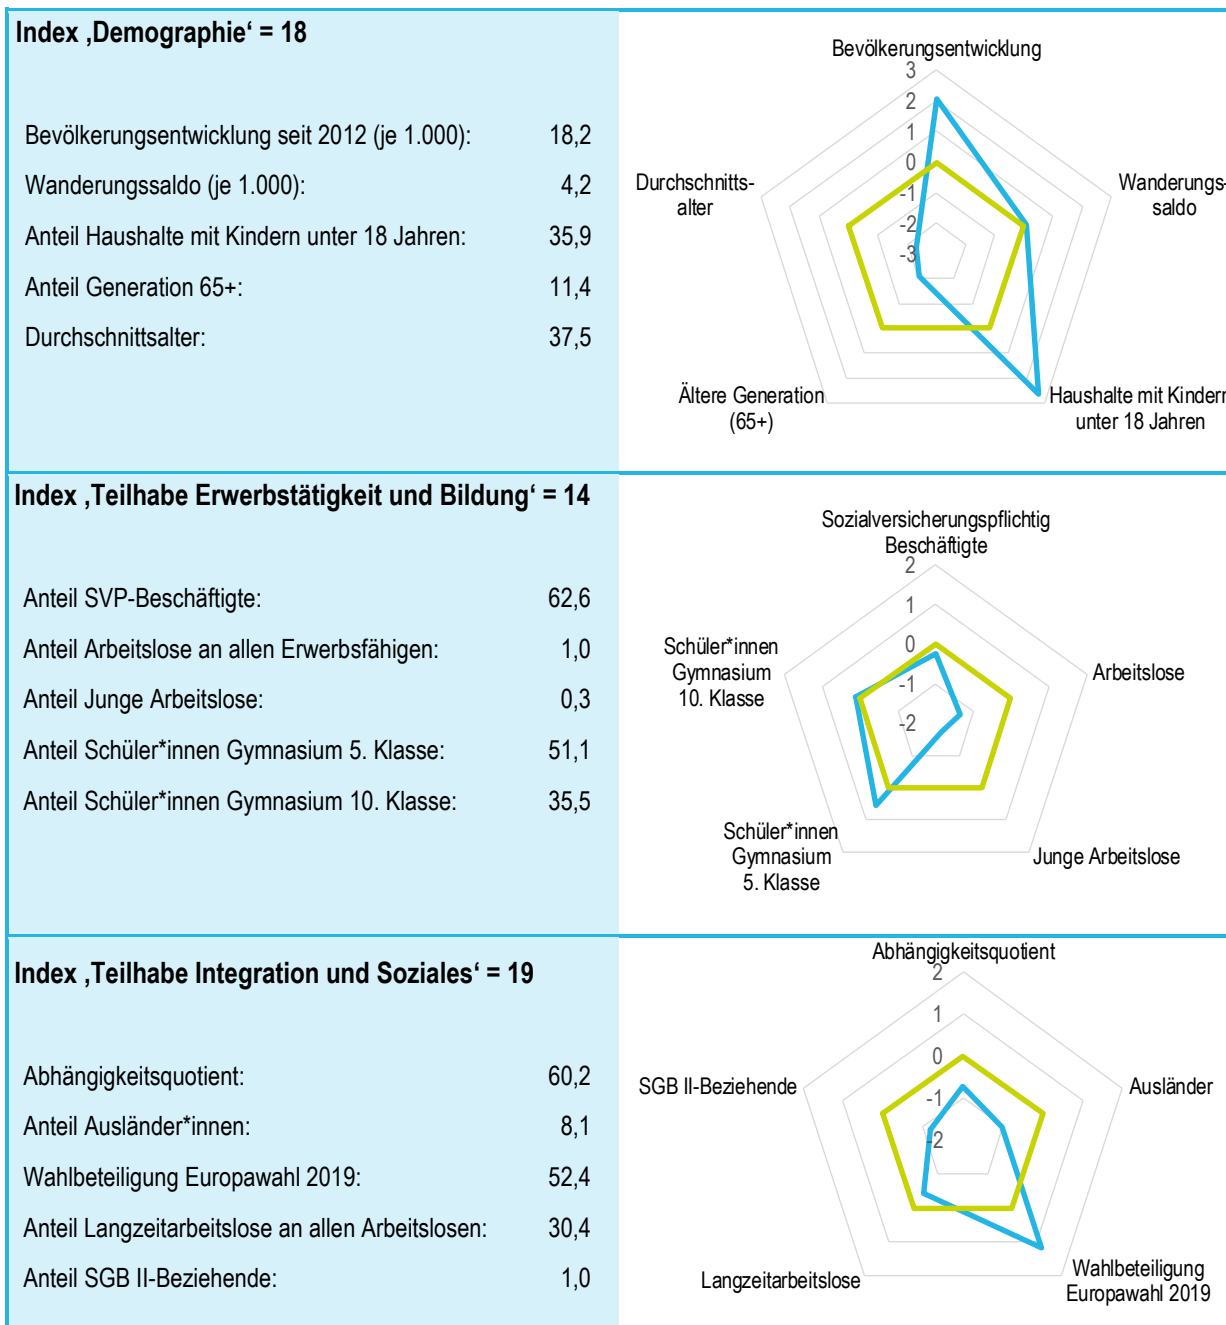 Index ‚Demographie‘ = 18
Bevölkerungsentwicklung seit 2012 (je 1.000): 18,2
Wanderungssaldo (je 1.000): 4,2
Anteil Haushalte mit Kindern unter 18 Jahren: 35,9
Anteil Generation 65+: 11,4
Durchschnittsalter: 37,5
Bevölkerungsentwicklung
3
2
1
0
-1
-2
-3
Wanderungs-
saldo
Haushalte mit Kindern
unter 18 Jahren
Ältere Generation
(65+)
Durchschnitts-
alter
Index ‚Teilhabe Erwerbstätigkeit und Bildung‘ = 14
Anteil SVP-Beschäftigte: 62,6
Anteil Arbeitslose an allen Erwerbsfähigen: 1,0
Anteil Junge Arbeitslose: 0,3
Anteil Schüler*innen Gymnasium 5. Klasse: 51,1
Anteil Schüler*innen Gymnasium 10. Klasse: 35,5
Sozialversicherungspflichtig
Beschäftigte
2
1
0
-1
-2
Arbeitslose
Junge Arbeitslose
Schüler*innen
Gymnasium
5. Klasse
Schüler*innen
Gymnasium
10. Klasse
Index ‚Teilhabe Integration und Soziales‘ = 19
Abhängigkeitsquotient: 60,2
Anteil Ausländer*innen: 8,1
Wahlbeteiligung Europawahl 2019: 52,4
Anteil Langzeitarbeitslose an allen Arbeitslosen: 30,4
Anteil SGB II-Beziehende: 1,0
Abhängigkeitsquotient
2
1
0
-1
-2
Ausländer
Wahlbeteiligung
Europawahl 2019
Langzeitarbeitslose
SGB II-Beziehende